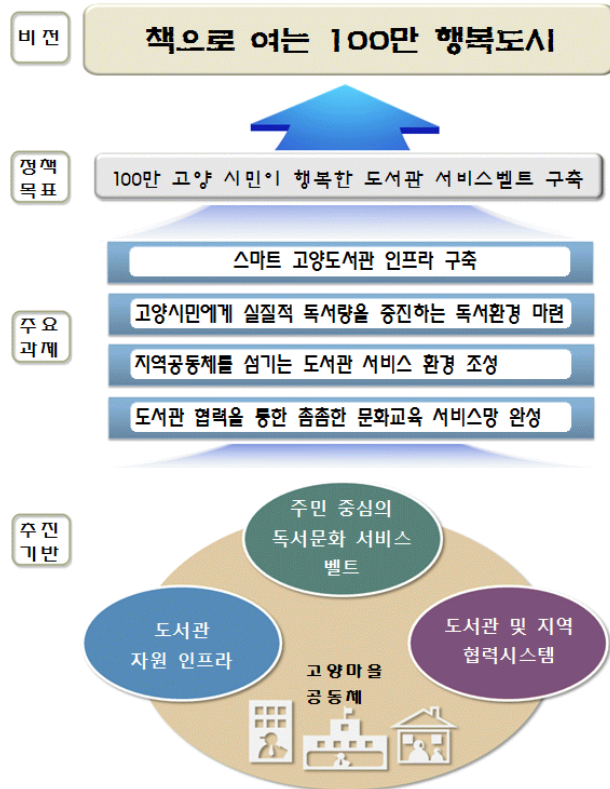 비전
책으로 여는 100만 행복도시
정책
목표
100만 고양 시민이 행복한 도서관 서비스벨트 구축
주요
과제
스마트 고양도서관 인프라 구축
고양시민에게 실질적 독서량을 증진하는 독서환경 마련
지역공동체를 섬기는 도서관 서비스 환경 조성
도서관 협력을 통한 촘촘한 문화교육 서비스망 완성
추진
기반
주민 중심의
독서문화 서비스
벨트
도서관
자원 인프라
도서관 및 지역
협력시스템
고양마을
공동체